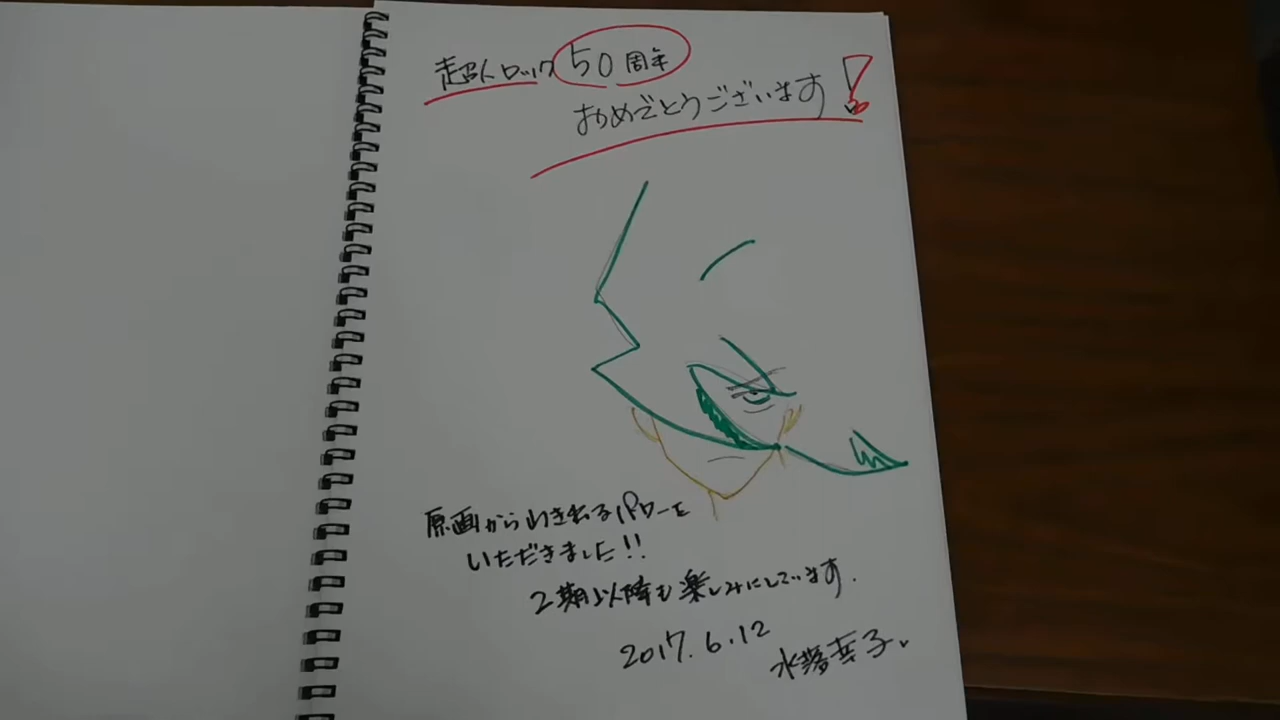 超人ロック 50周年
おめでとうございます!
原画からわき出るパワーを
いただきました!!
2期以降も楽しみにしています.
2017.6.12
水
子